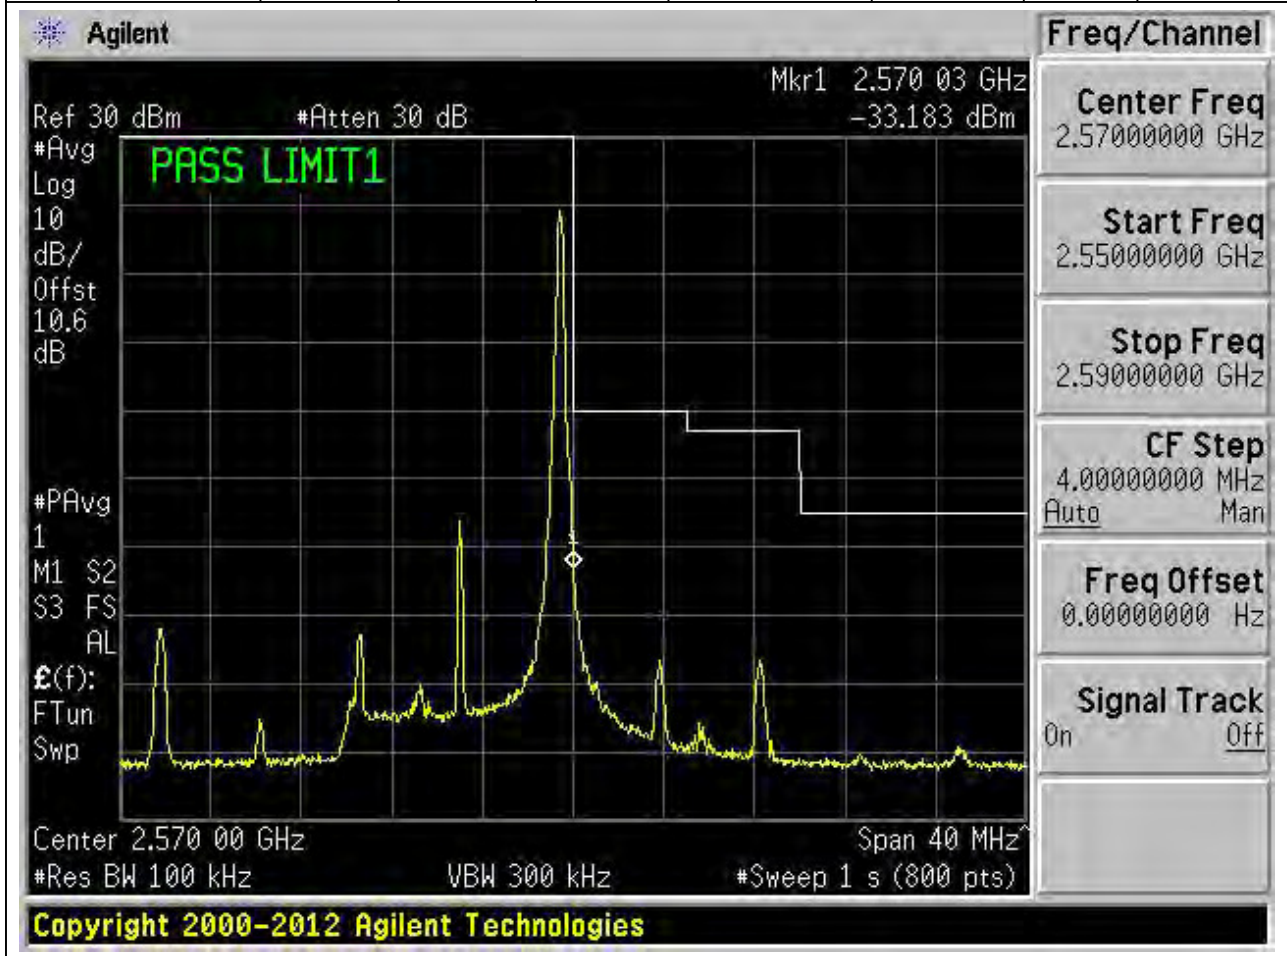 Agilent
Freq/Channel
Mkr1 2.570 03 GHz
Ref 30 dBm #Atten 30 dB -33.183 dBm
#Avg
Log
10
dB/
Offst
10.6
dB
PASS LIMIT1
#PAvg
1
M1 S2
S3 FS
AL
£(f):
FTun
Swp
1
Center 2.570 00 GHz Span 40 MHz^
#Res BW 100 kHz VBW 300 kHz #Sweep 1 s (800 pts)
Center Freq
2.57000000 GHz
Start Freq
2.55000000 GHz
Stop Freq
2.59000000 GHz
CF Step
4.00000000 MHz
Auto Man
Freq Offset
0.00000000 Hz
Signal Track
On Off
Copyright 2000-2012 Agilent Technologies